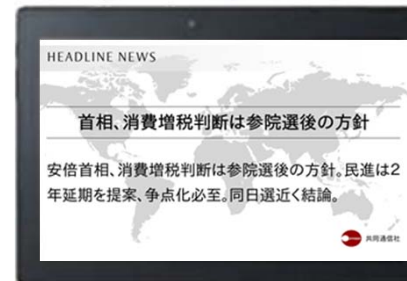 HEADLINE NEWS
首相、消費増税判断は参院選後の方針
安倍首相、消費増税判断は参院選後の方針。民進は2
年延期を提案、争点化必至。同日選近く結論。
共同通信社